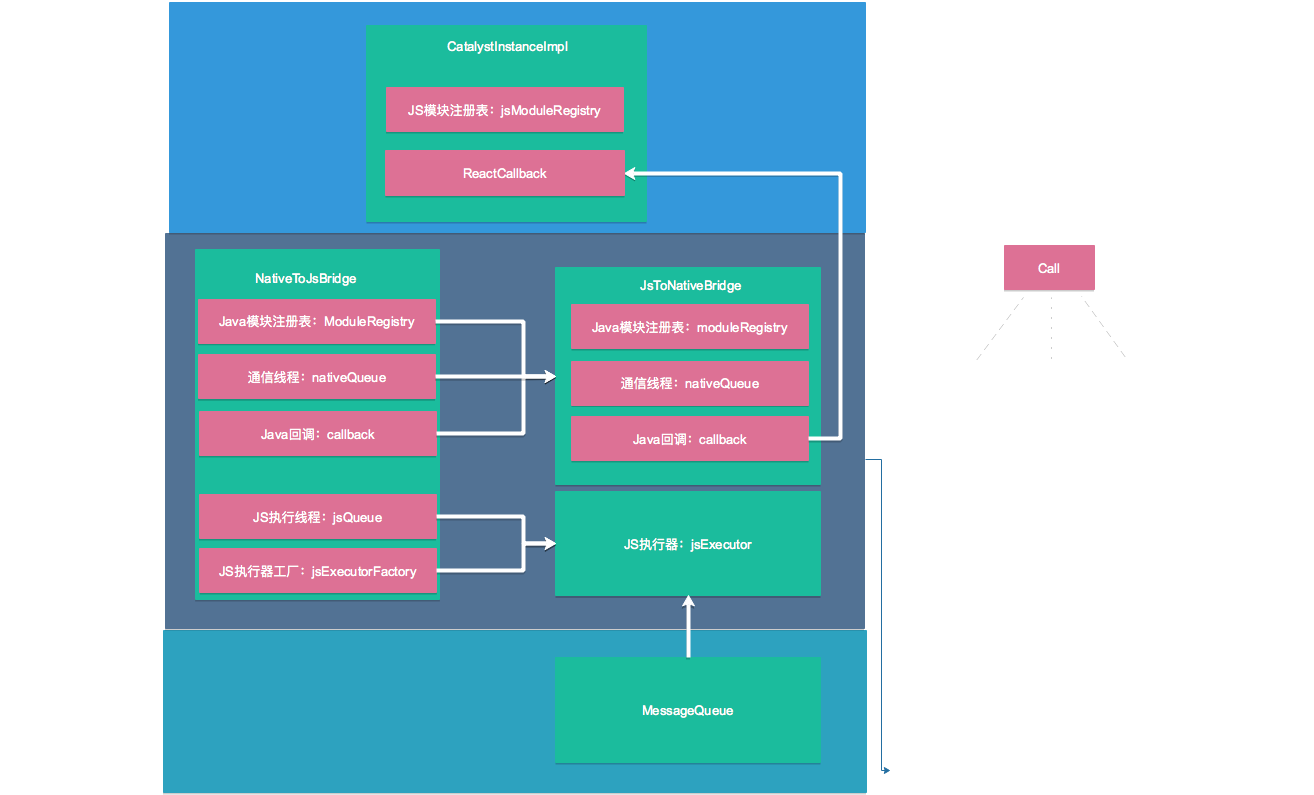 CatalystInstanceImpl
JS模块注册表：jsModuleRegistry
ReactCallback
NativeToJsBridge
Java模块注册表：ModuleRegistry
通信线程：nativeQueue
Java回调：callback
JS执行线程：jsQueue
JS执行器工厂：jsExecutorFactory
JsToNativeBridge
Java模块注册表：moduleRegistry
通信线程：nativeQueue
Java回调：callback
JS执行器：jsExecutor
MessageQueue
Call